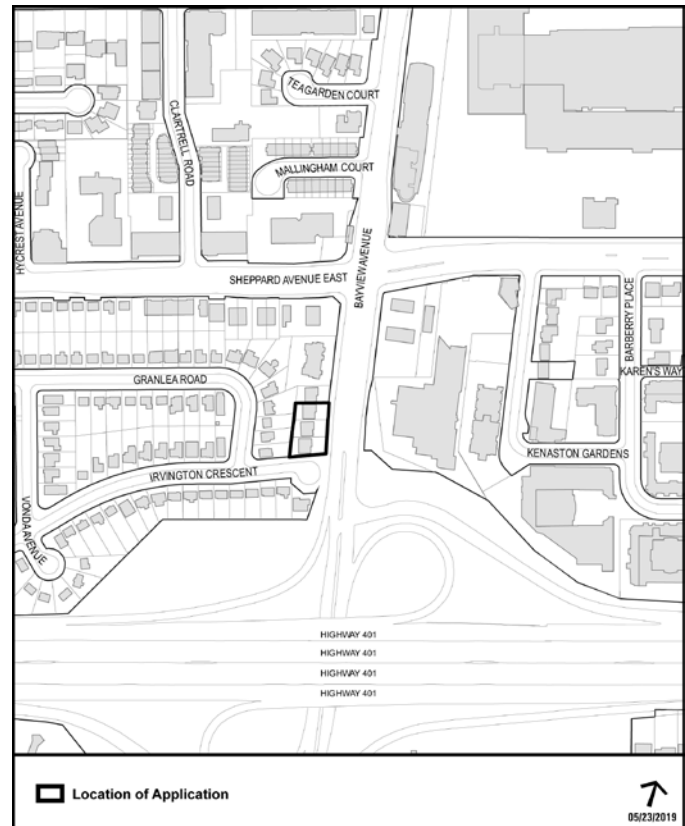 TEAGARDEN COURT
CLAIRTRELL ROAD
MALLINGHAM COURT
HYCREST AVENUE
BAYVIEW AVENUE
SHEPPARD AVENUE EAST
BARBERRY PLACE
KAREN'S WAY
GRANLEA ROAD
KENASTON GARDENS
IRVINGTON CRESCENT
VONDA AVENUE
HIGHWAY 401
HIGHWAY 401
HIGHWAY 401
HIGHWAY 401
Location of Application
05/23/2019